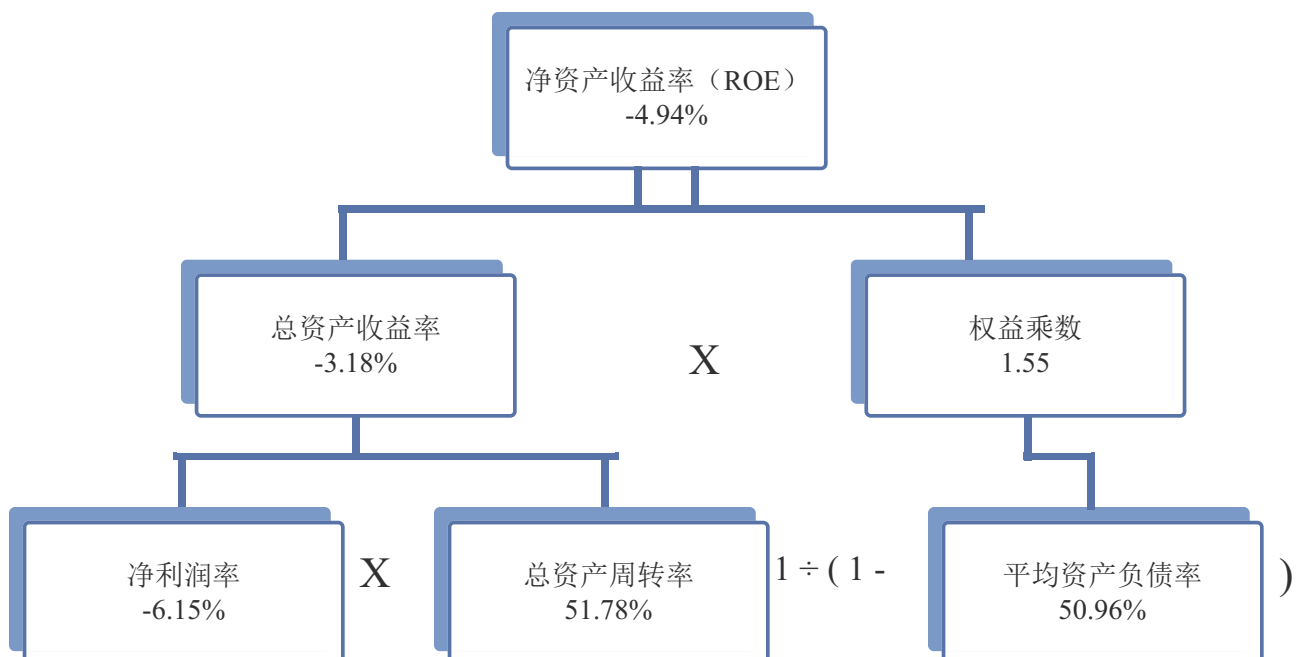 净资产收益率（ROE）
-4.94%
总资产收益率
-3.18%
X
权益乘数
1.55
净利润率
-6.15%
X
总资产周转率
51.78%
1 ÷ ( 1 -
平均资产负债率
50.96%
)